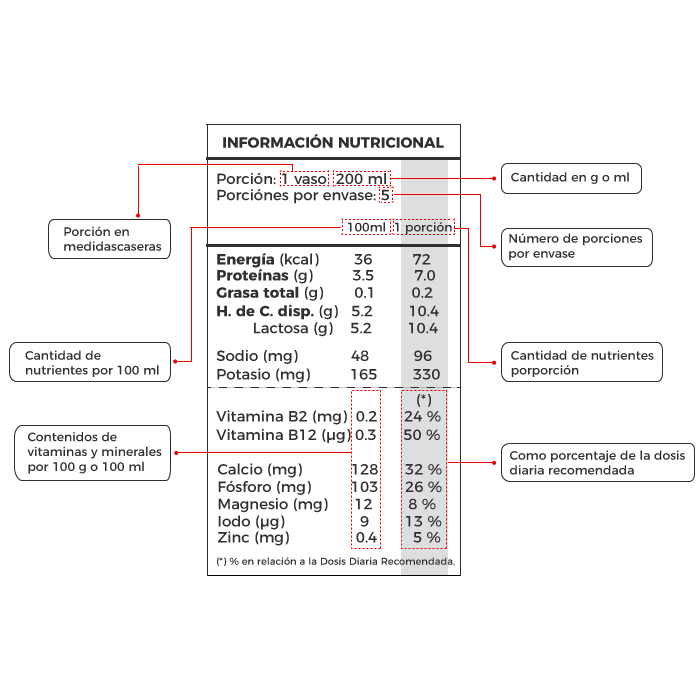 INFORMACIÓN NUTRICIONAL
Porción: 1 vaso 200 ml
Porciónes por envase: 5
100ml 1 porción
Energía (kcal) 36 72
Proteínas (g) 3.5 7.0
Grasa total (g) 0.1 0.2
H. de C. disp. (g) 5.2 10.4
Lactosa (g) 5.2 10.4
Sodio (mg) 48 96
Potasio (mg) 165 330
(*)
Vitamina B2 (mg) 0.2 24 %
Vitamina B12 (µg) 0.3 50 %
Calcio (mg) 128 32 %
Fósforo (mg) 103 26 %
Magnesio (mg) 12 8 %
Iodo (µg) 9 13 %
Zinc (mg) 0.4 5 %
(*) % en relación a la Dosis Diaria Recomendada.
Porción en
medidascaseras
Cantidad de
nutrientes por 100 ml
Contenidos de
vitaminas y minerales
por 100 g o 100 ml
Cantidad en g o ml
Número de porciones
por envase
Cantidad de nutrientes
porporción
Como porcentaje de la dosis
diaria recomendada